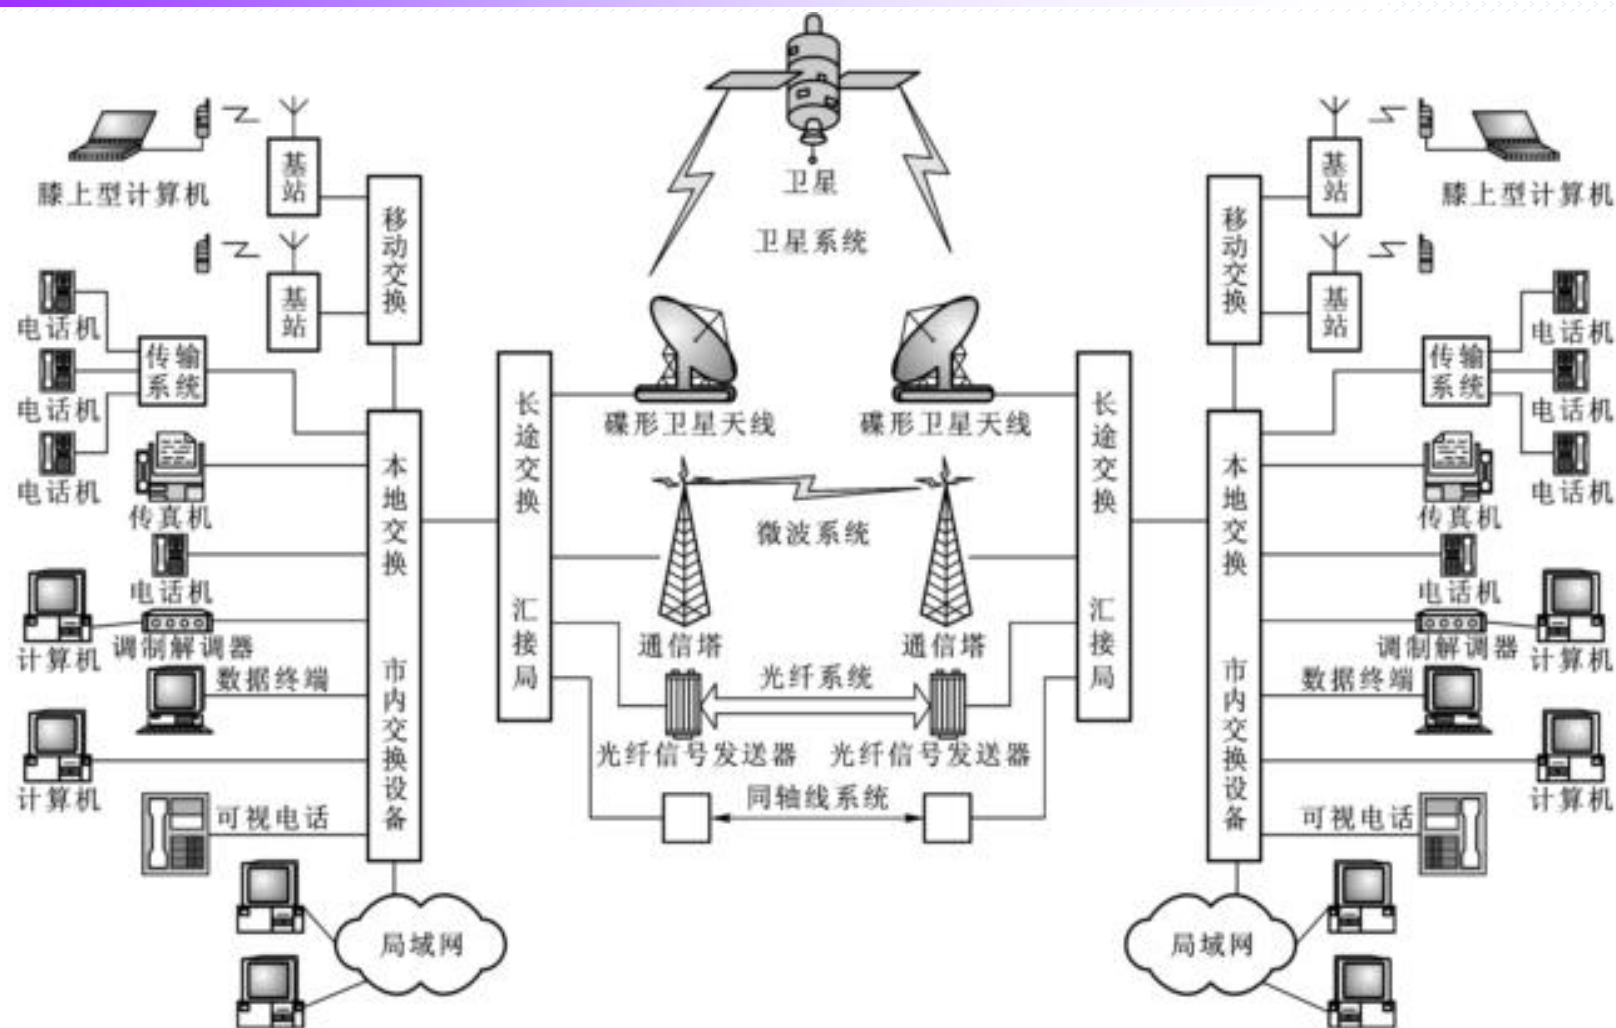 卫星
卫星系统
膝上型计算机
基站
基站
移动交换
电话机
电话机
电话机
传输系统
传真机
电话机
计算机
调制解调器
数据终端
计算机
可视电话
本地交换
市内交换设备
局域网
长途交换
汇接局
碟形卫星天线
碟形卫星天线
微波系统
通信塔
通信塔
光纤系统
光纤信号发送器
光纤信号发送器
同轴线系统
长途交换
汇接局
移动交换
基站
基站
膝上型计算机
传输系统
电话机
电话机
电话机
本地交换
市内交换设备
传真机
电话机
调制解调器
计算机
数据终端
计算机
可视电话
局域网